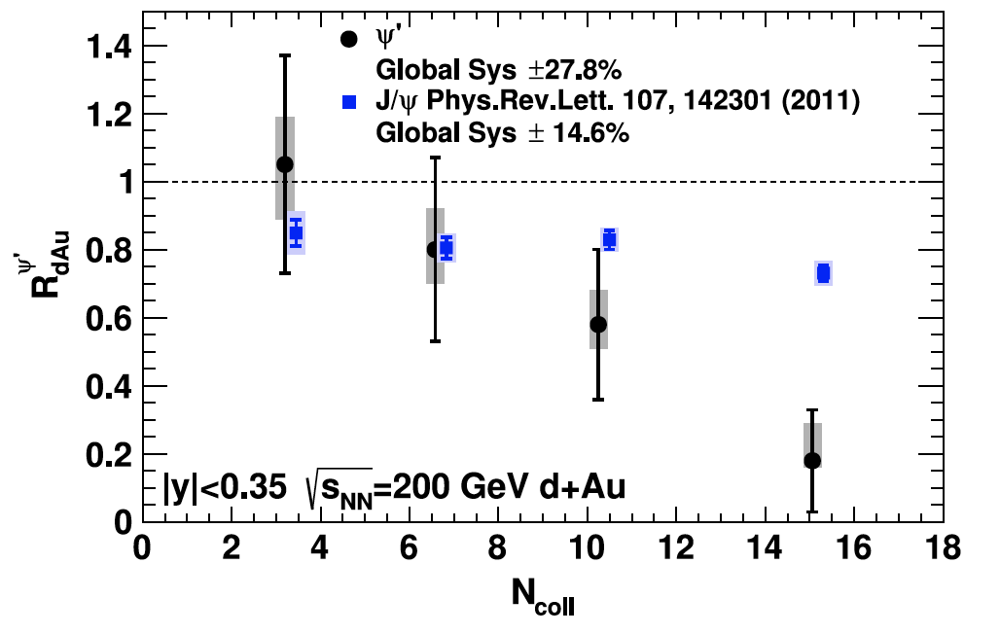 1.4
1.2
1
0.8
0.6
0.4
0.2
0
R^ψ'_dAu
ψ'
Global Sys ±27.8%
J/ψ Phys.Rev.Lett. 107, 142301 (2011)
Global Sys ± 14.6%
|y|<0.35 √s_NN=200 GeV d+Au
0 2 4 6 8 10 12 14 16 18
N_coll